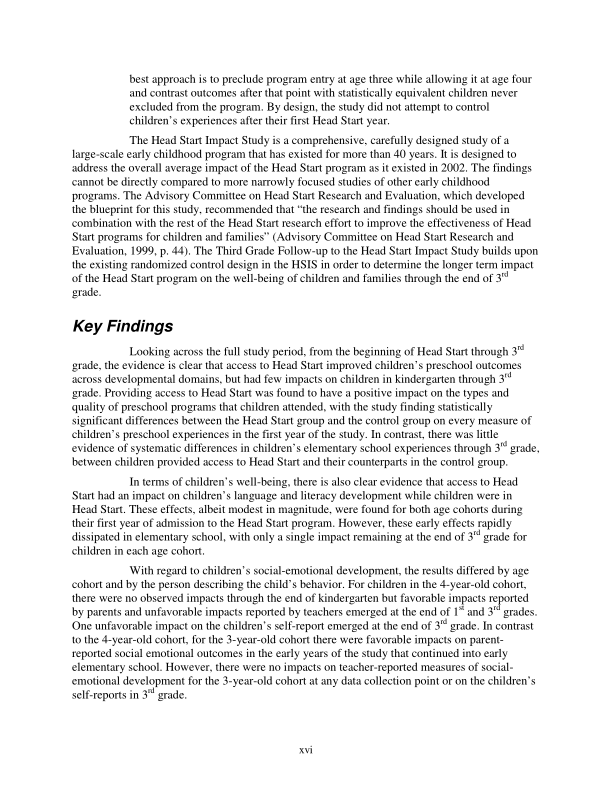 best approach is to preclude program entry at age three while allowing it at age four
and contrast outcomes after that point with statistically equivalent children never
excluded from the program. By design, the study did not attempt to control
children's experiences after their first Head Start year.
The Head Start Impact Study is a comprehensive, carefully designed study of a
large-scale early childhood program that has existed for more than 40 years. It is designed to
address the overall average impact of the Head Start program as it existed in 2002. The findings
cannot be directly compared to more narrowly focused studies of other early childhood
programs. The Advisory Committee on Head Start Research and Evaluation, which developed
the blueprint for this study, recommended that “the research and findings should be used in
combination with the rest of the Head Start research effort to improve the effectiveness of Head
Start programs for children and families” (Advisory Committee on Head Start Research and
Evaluation, 1999, p. 44). The Third Grade Follow-up to the Head Start Impact Study builds upon
the existing randomized control design in the HSIS in order to determine the longer term impact
of the Head Start program on the well-being of children and families through the end of 3rd
grade.
Key Findings
Looking across the full study period, from the beginning of Head Start through 3rd
grade, the evidence is clear that access to Head Start improved children's preschool outcomes
across developmental domains, but had few impacts on children in kindergarten through 3rd
grade. Providing access to Head Start was found to have a positive impact on the types and
quality of preschool programs that children attended, with the study finding statistically
significant differences between the Head Start group and the control group on every measure of
children's preschool experiences in the first year of the study. In contrast, there was little
evidence of systematic differences in children's elementary school experiences through 3rd grade,
between children provided access to Head Start and their counterparts in the control group.
In terms of children's well-being, there is also clear evidence that access to Head
Start had an impact on children's language and literacy development while children were in
Head Start. These effects, albeit modest in magnitude, were found for both age cohorts during
their first year of admission to the Head Start program. However, these early effects rapidly
dissipated in elementary school, with only a single impact remaining at the end of 3rd grade for
children in each age cohort.
With regard to children's social-emotional development, the results differed by age
cohort and by the person describing the child's behavior. For children in the 4-year-old cohort,
there were no observed impacts through the end of kindergarten but favorable impacts reported
by parents and unfavorable impacts reported by teachers emerged at the end of 1st and 3rd grades.
One unfavorable impact on the children's self-report emerged at the end of 3rd grade. In contrast
to the 4-year-old cohort, for the 3-year-old cohort there were favorable impacts on parent-
reported social emotional outcomes in the early years of the study that continued into early
elementary school. However, there were no impacts on teacher-reported measures of social-
emotional development for the 3-year-old cohort at any data collection point or on the children's
self-reports in 3rd grade.
xvi